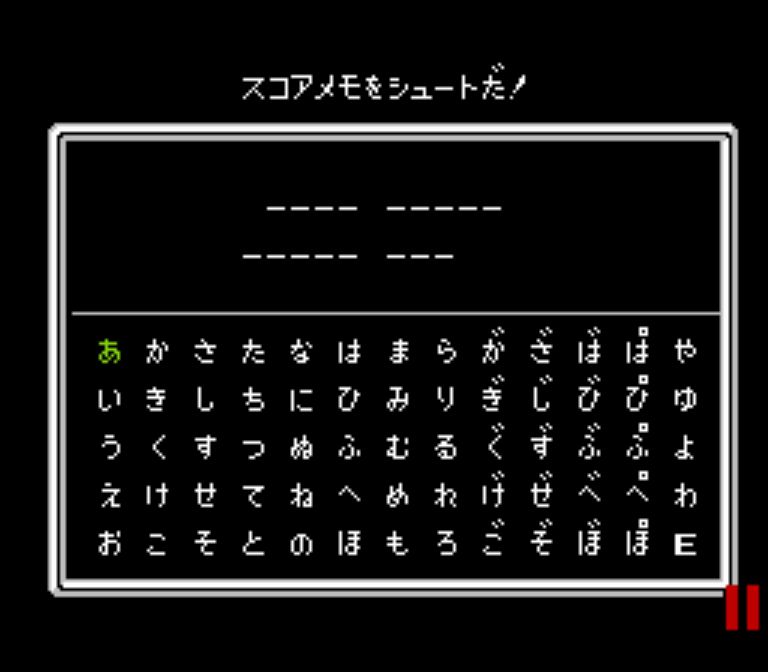 スコアメモをシュートだ!
---- -----
----- ---
あ か さ た な は ま ら が ざ ば ぱ や
い き し ち に ひ み り ぎ じ び ぴ ゆ
う く す つ ぬ ふ む る ぐ ず ぶ ぷ よ
え け せ て ね へ め れ げ ぜ べ ぺ わ
お こ そ と の ほ も ろ ご ぞ ぼ ぽ E